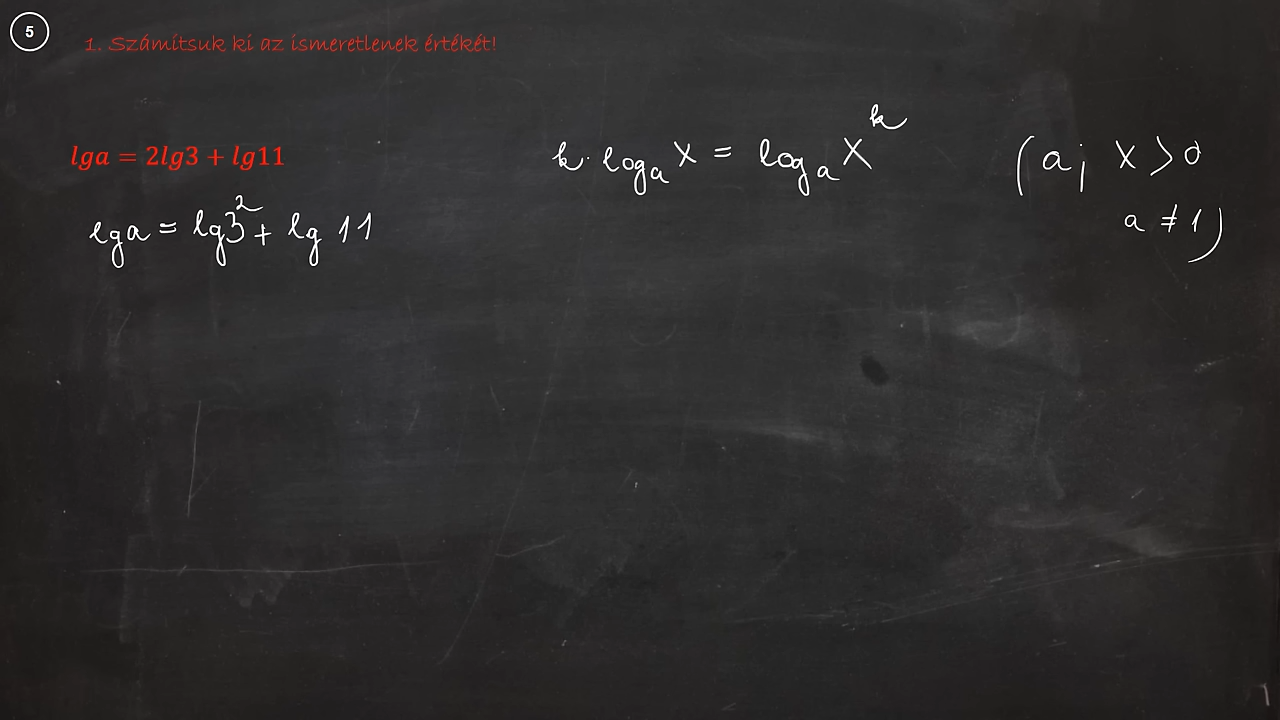 5
1. Számítsuk ki az ismeretlenek értékét!
lga = 2lg3 + lg11
k · logₐ x = logₐ xᵏ (a; x > 0
a ≠ 1)
lga = lg3² + lg 11